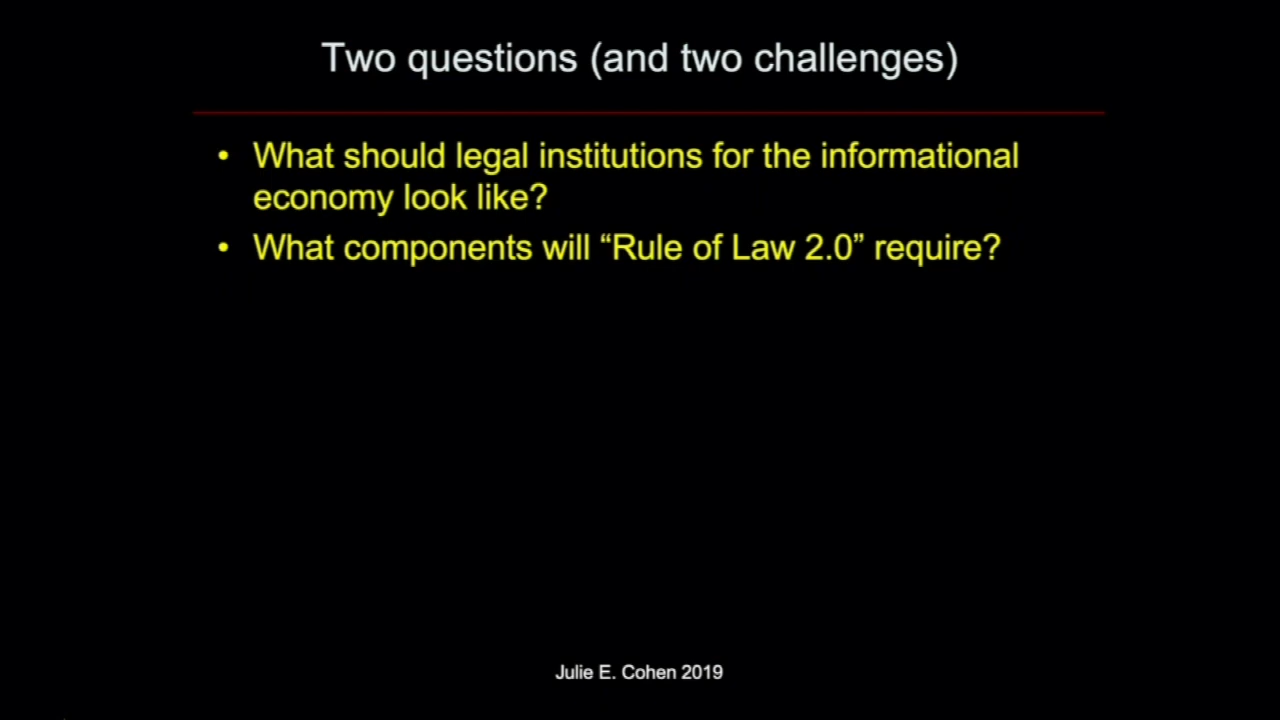 Two questions (and two challenges)
• What should legal institutions for the informational
economy look like?
• What components will “Rule of Law 2.0” require?
Julie E. Cohen 2019